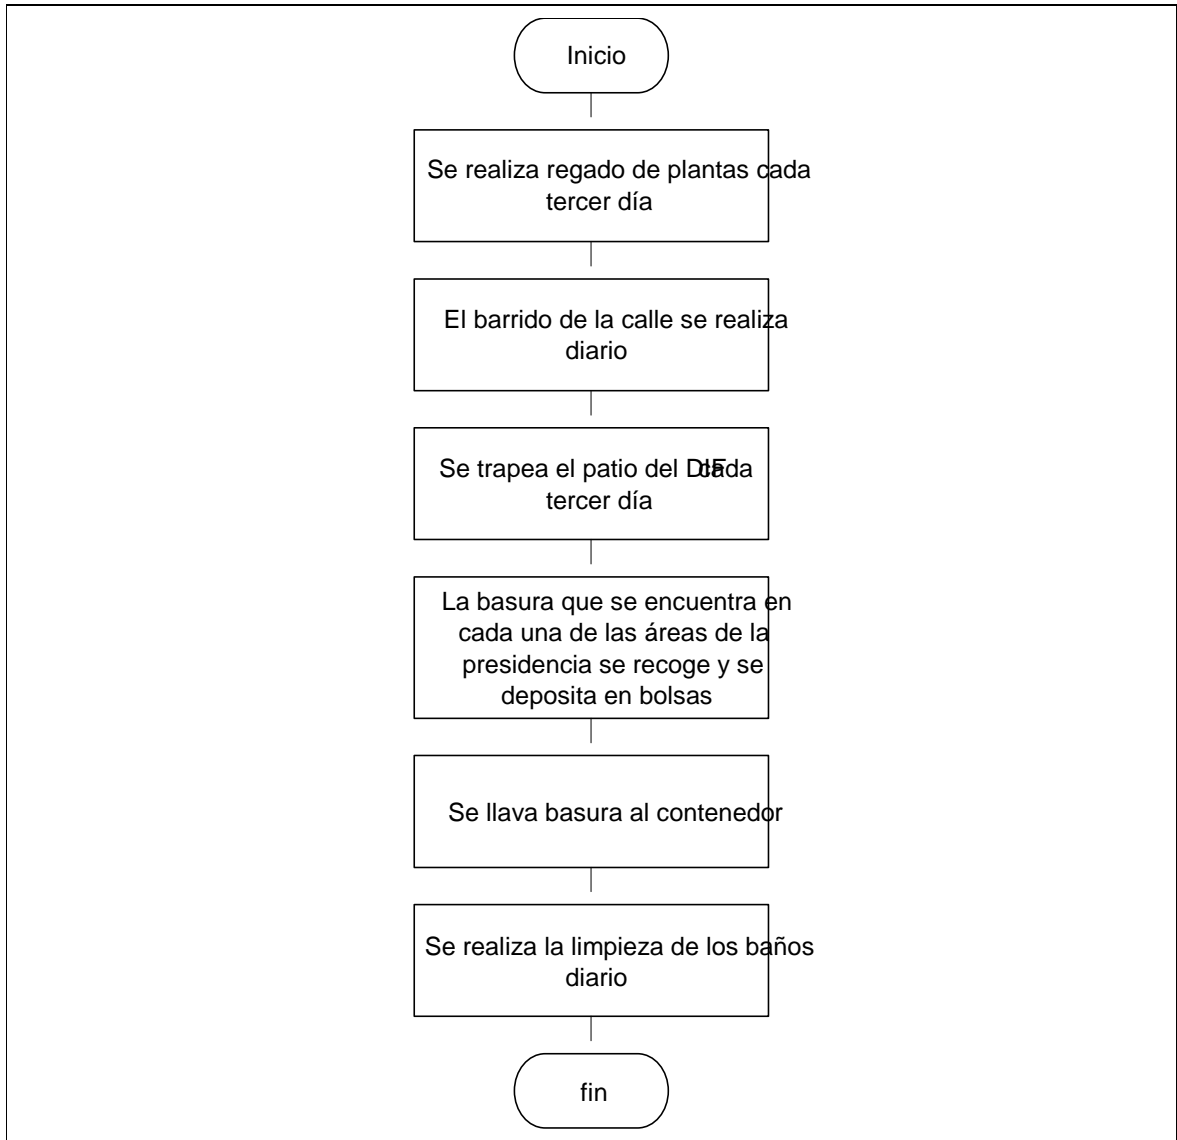 Inicio
Se realiza regado de plantas cada
tercer día
El barrido de la calle se realiza
diario
Se trapea el patio del DIF cada
tercer día
La basura que se encuentra en
cada una de las áreas de la
presidencia se recoge y se
deposita en bolsas
Se llava basura al contenedor
Se realiza la limpieza de los baños
diario
fin